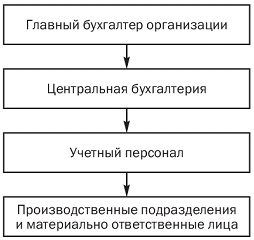 Главный бухгалтер организации
Центральная бухгалтерия
Учетный персонал
Производственные подразделения
и материально ответственные лица